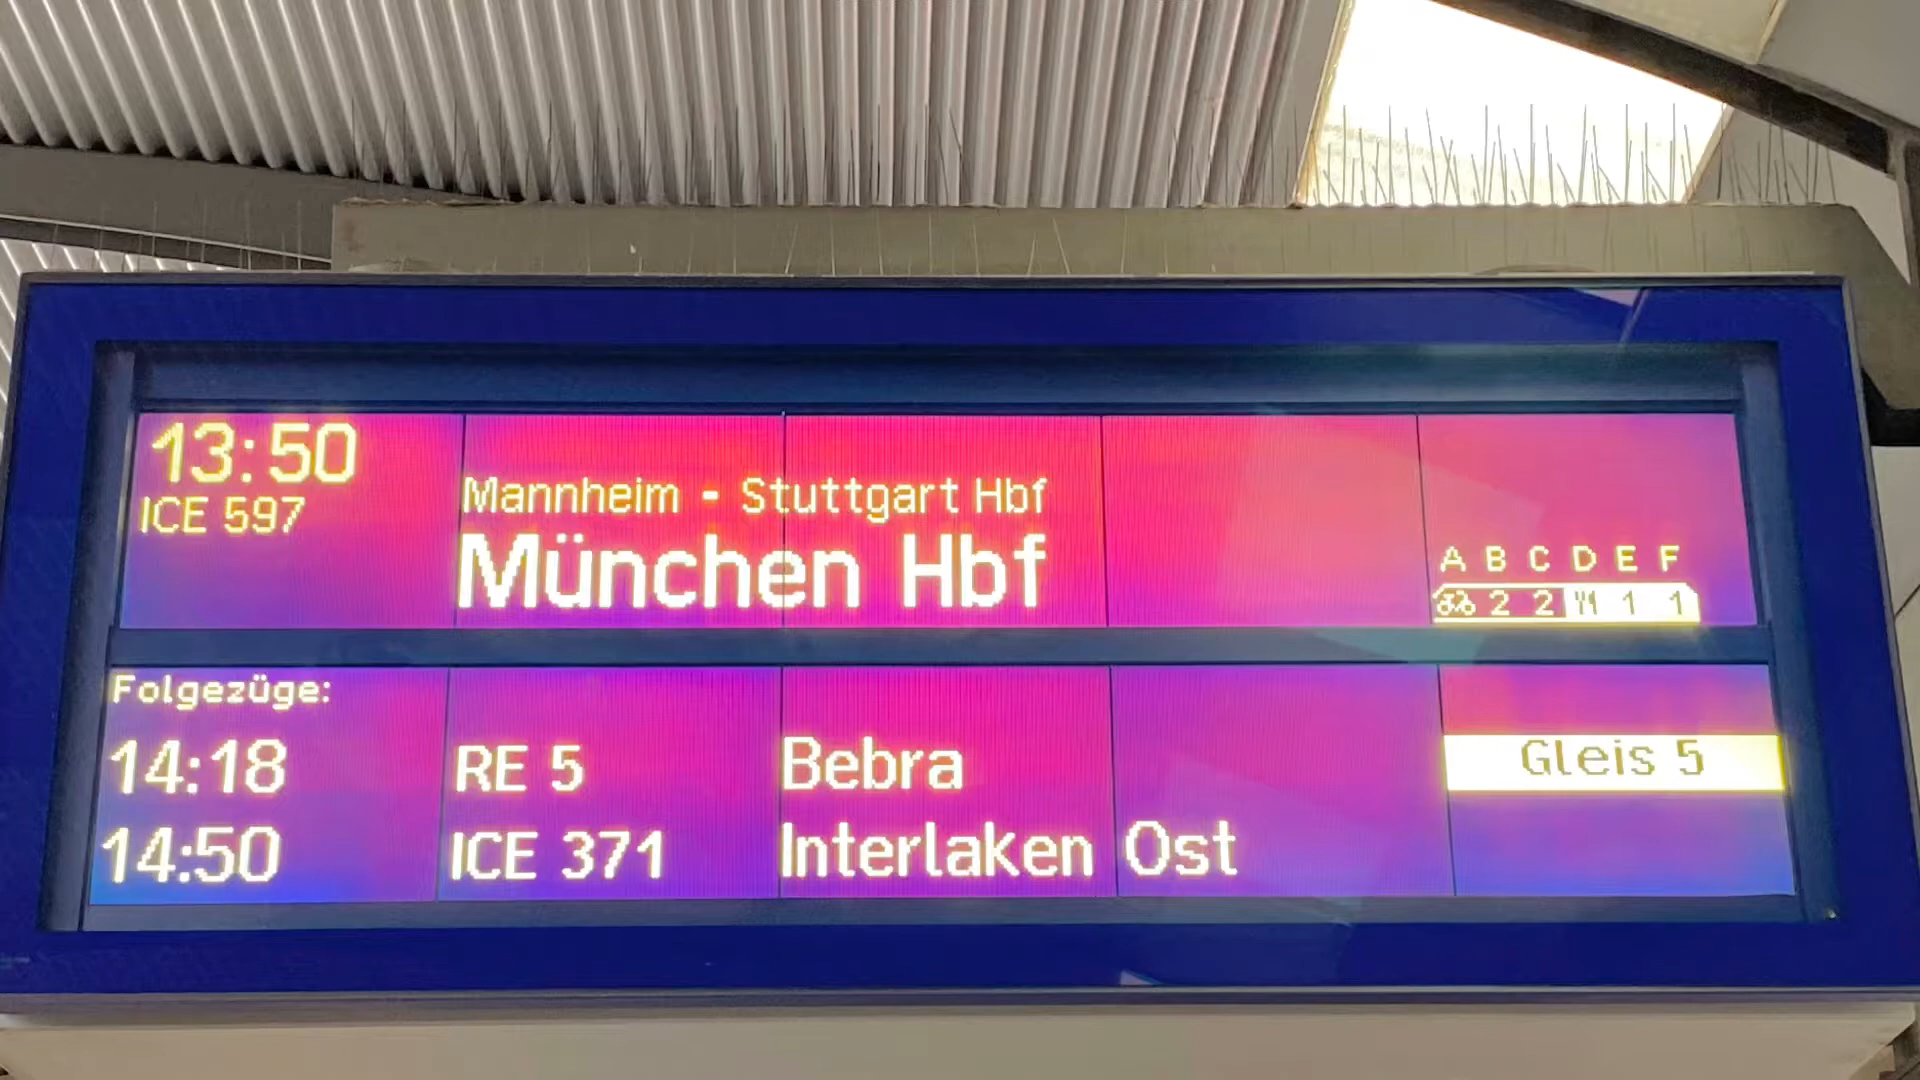 13:50
ICE 597
Mannheim - Stuttgart Hbf
München Hbf
A B C D E F
2 2 1 1
Folgezüge:
14:18 RE 5 Bebra Gleis 5
14:50 ICE 371 Interlaken Ost